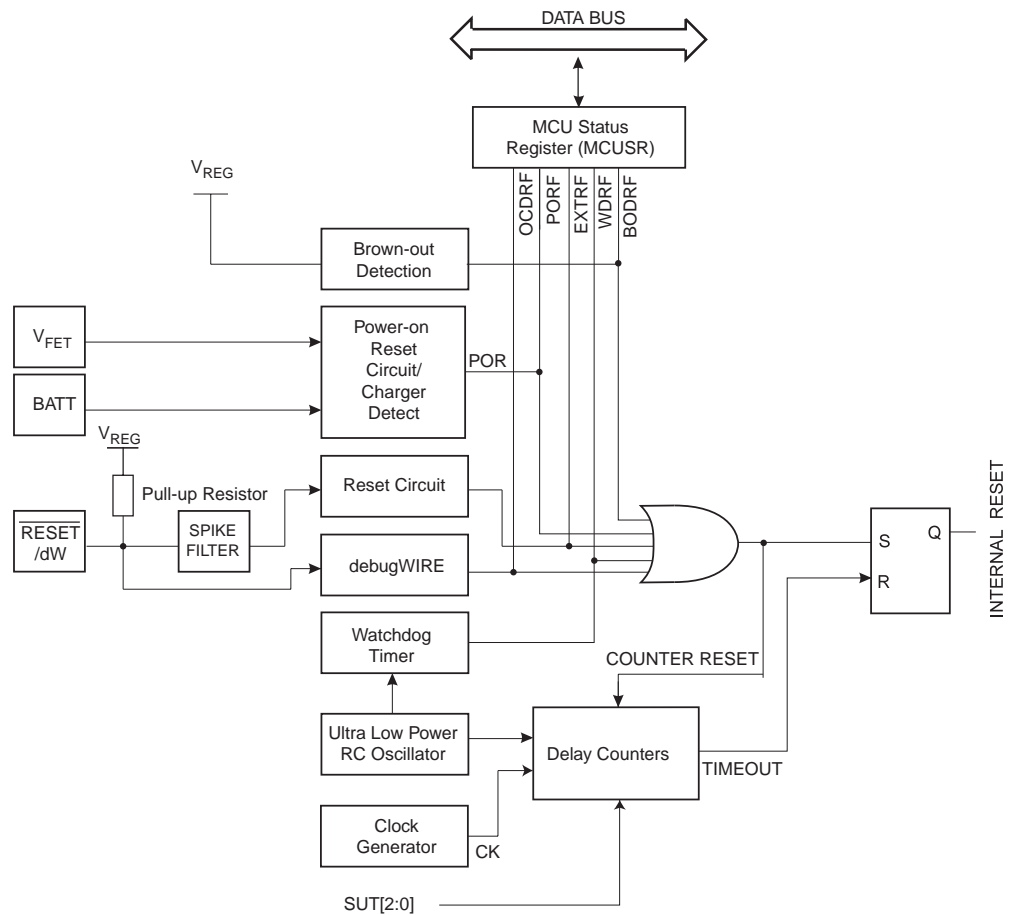 DATA BUS
MCU Status
Register (MCUSR)
OCDRF
PORF
EXTRF
WDRF
BODRF
VREG
Brown-out
Detection
VFET
BATT
Power-on
Reset
Circuit/
Charger
Detect
POR
VREG
Pull-up Resistor
RESET
/dW
SPIKE
FILTER
Reset Circuit
debugWIRE
Watchdog
Timer
Ultra Low Power
RC Oscillator
Clock
Generator
CK
SUT[2:0]
COUNTER RESET
Delay Counters
TIMEOUT
S
R
Q
INTERNAL RESET